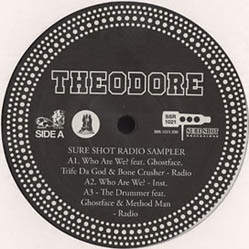 THEODORE
SIDE A
SSR
1021
SURE SHOT
RECORDINGS
SURE SHOT RADIO SAMPLER
A1. Who Are We? feat. Ghostface,
Trife Da God & Bone Crusher - Radio
A2. Who Are We? - Inst.
A3 - The Drummer feat.
Ghostface & Method Man
- Radio